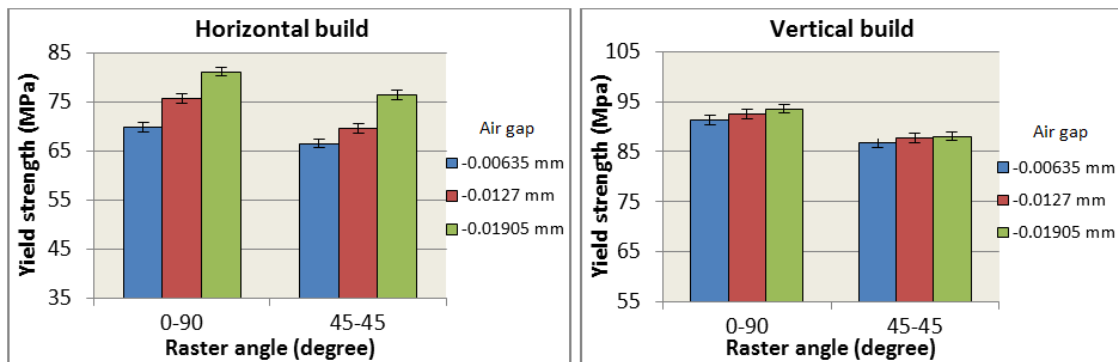 Horizontal build
Yield strength (MPa)
85
75
65
55
45
35
0-90
45-45
Raster angle (degree)
Air gap
-0.00635 mm
-0.0127 mm
-0.01905 mm
Vertical build
Yield strength (Mpa)
105
95
85
75
65
55
0-90
45-45
Raster angle (degree)
Air gap
-0.00635 mm
-0.0127 mm
-0.01905 mm